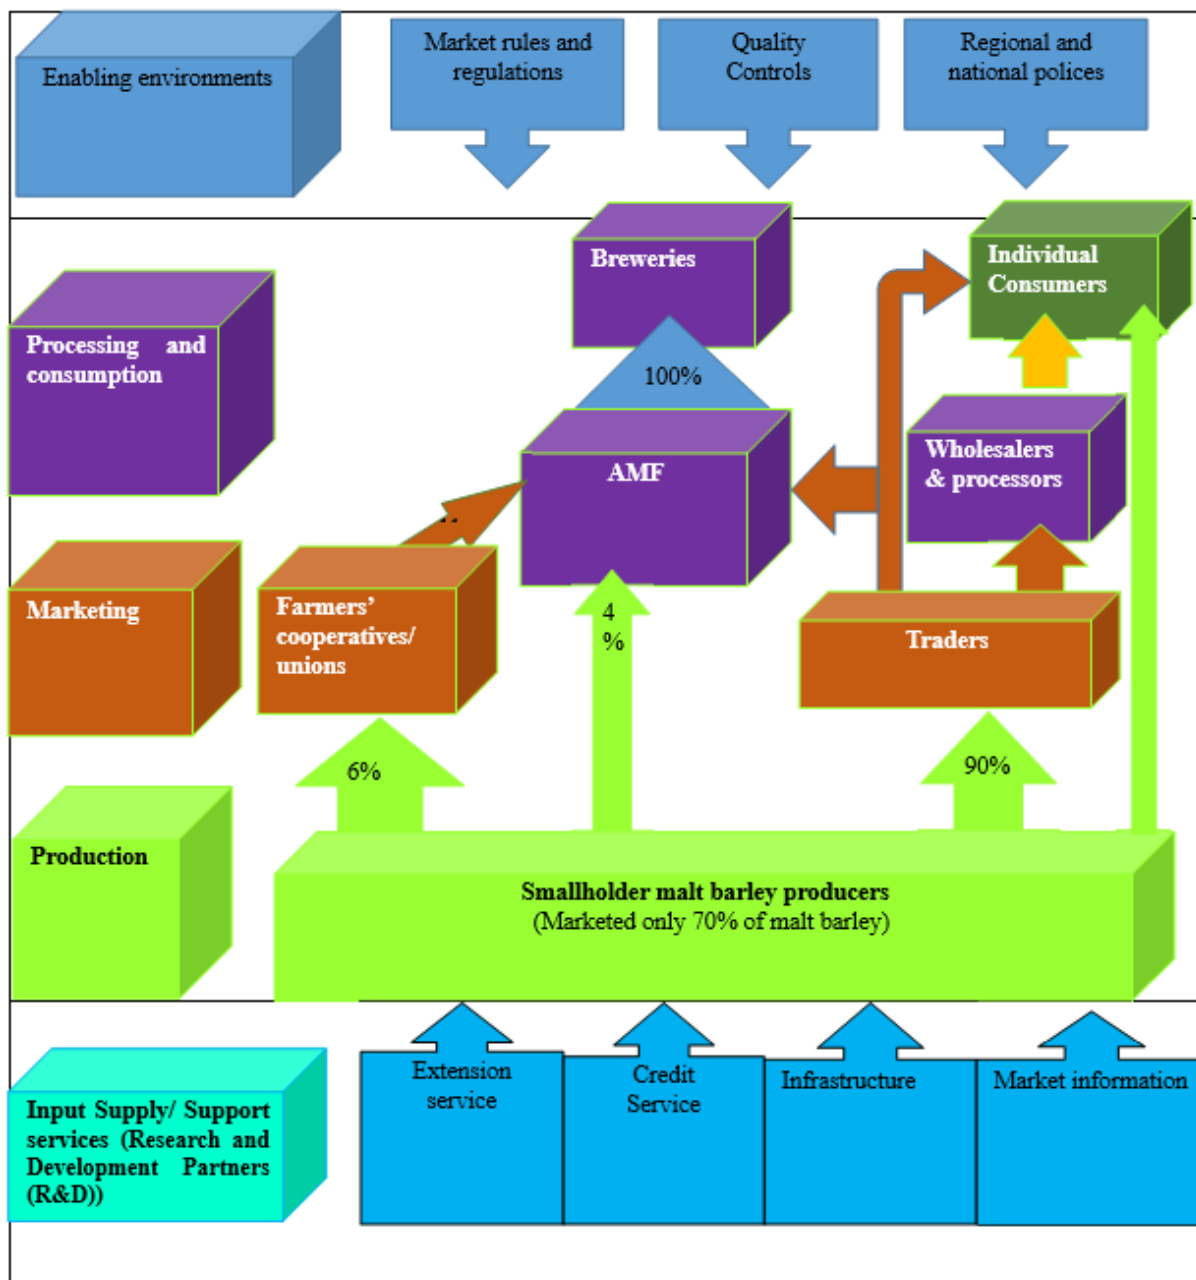 Enabling environments
Market rules and
regulations
Quality
Controls
Regional and
national polices
Breweries
Individual
Consumers
Processing and
consumption
100%
AMF
Wholesalers
& processors
Marketing
Farmers'
cooperatives/
unions
4
%
Traders
6%
90%
Production
Smallholder malt barley producers
(Marketed only 70% of malt barley)
Extension
service
Credit
Service
Infrastructure
Market information
Input Supply/ Support
services (Research and
Development Partners
(R&D))